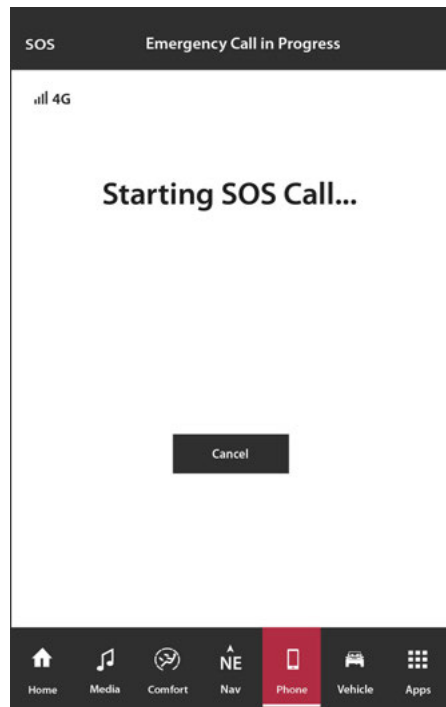 SOS Emergency Call in Progress
4G
Starting SOS Call...
Cancel
NE
Home Media Comfort Nav Phone Vehicle Apps